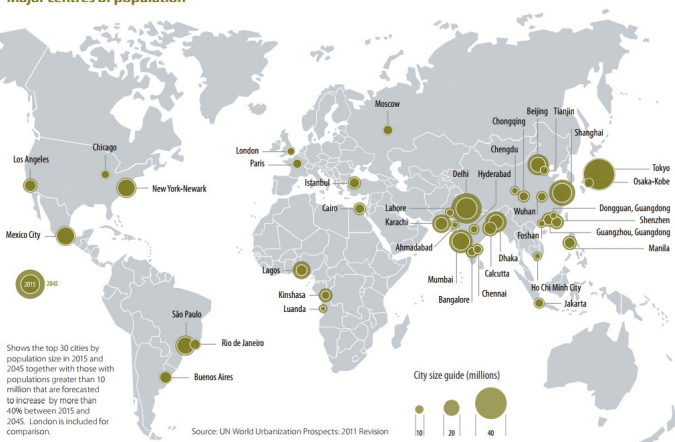 Major centres of population
Moscow
Beijing
Tianjin
Chongqing
Shanghai
London
Chicago
Chengdu
Los Angeles
Paris
Delhi
Hyderabad
Tokyo
Osaka-Kobe
Istanbul
New York-Newark
Cairo
Lahore
Wuhan
Dongguan, Guangdong
Karachi
Shenzhen
Mexico City
Foshan
Guangzhou, Guangdong
Ahmadabad
Manila
Dhaka
Lagos
Mumbai
Calcutta
2015
2045
Ho Chi Minh City
Kinshasa
Bangalore
Chennai
Jakarta
Luanda
São Paulo
Rio de Janeiro
Buenos Aires
Shows the top 30 cities by
population size in 2015 and
2045 together with those with
populations greater than 10
million that are forecasted
to increase by more than
40% between 2015 and
2045. London is included for
comparison.
City size guide (millions)
10
20
40
Source: UN World Urbanization Prospects: 2011 Revision